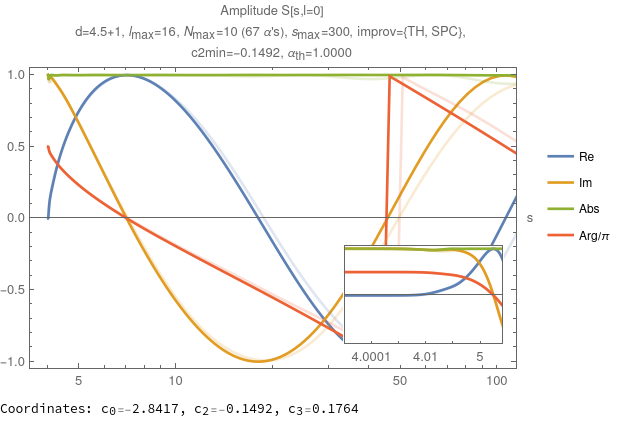 Amplitude S[s,l=0]
d=4.5+1, lmax=16, Nmax=10 (67 α's), smax=300, improv={TH, SPC},
c2min=−0.1492, αth=1.0000
1.0
0.5
0.0
−0.5
−1.0
s
5
10
50
100
4.0001
4.01
5
Re
Im
Abs
Arg/π
Coordinates: c0=-2.8417, c2=-0.1492, c3=0.1764